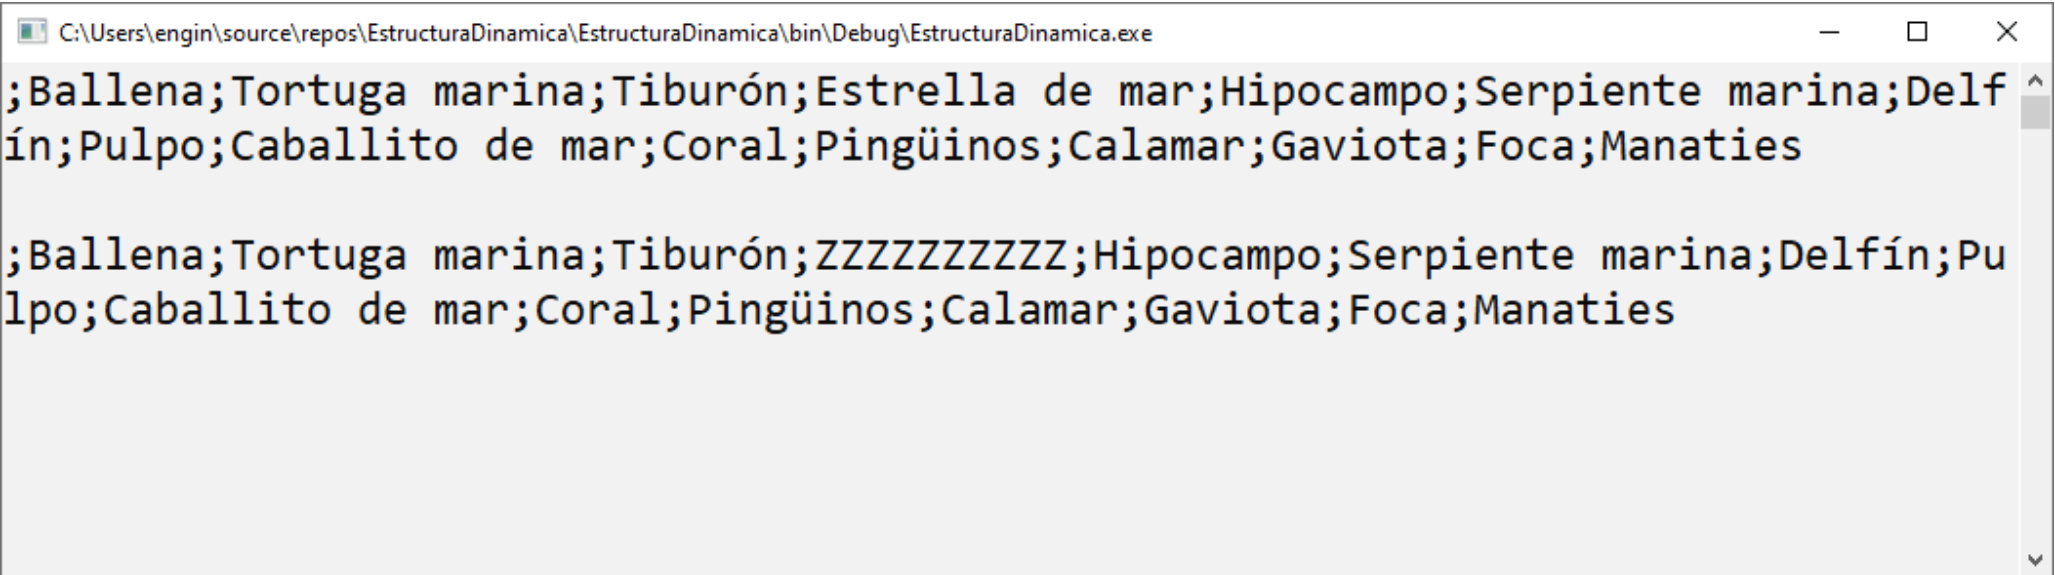 C:\Users\engin\source\repos\EstructuraDinamica\EstructuraDinamica\bin\Debug\EstructuraDinamica.exe
;Ballena;Tortuga marina;Tiburón;Estrella de mar;Hipocampo;Serpiente marina;Delf
ín;Pulpo;Caballito de mar;Coral;Pingüinos;Calamar;Gaviota;Foca;Manaties
;Ballena;Tortuga marina;Tiburón;ZZZZZZZZZZ;Hipocampo;Serpiente marina;Delfín;Pu
lpo;Caballito de mar;Coral;Pingüinos;Calamar;Gaviota;Foca;Manaties